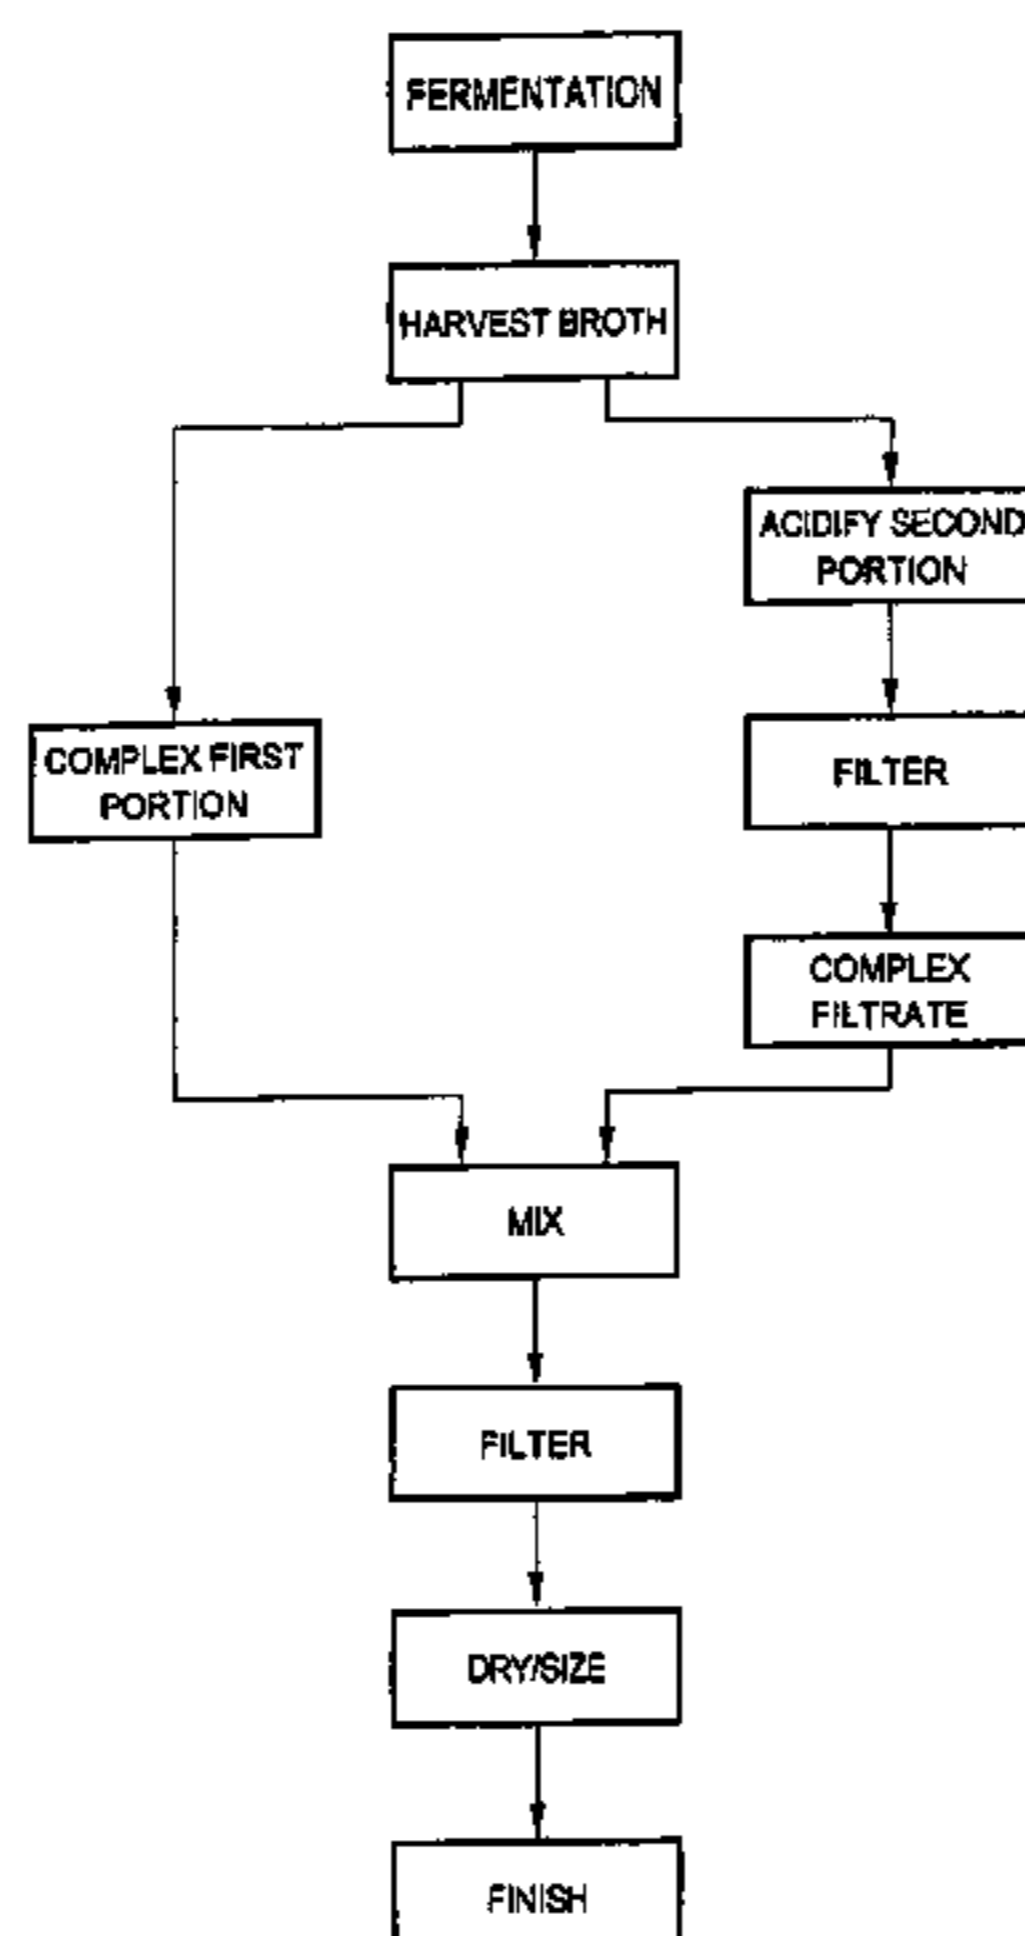 FERMENTATION
HARVEST BROTH
ACIDIFY SECOND
PORTION
COMPLEX FIRST
PORTION
FILTER
COMPLEX
FILTRATE
MIX
FILTER
DRY/SIZE
FINISH